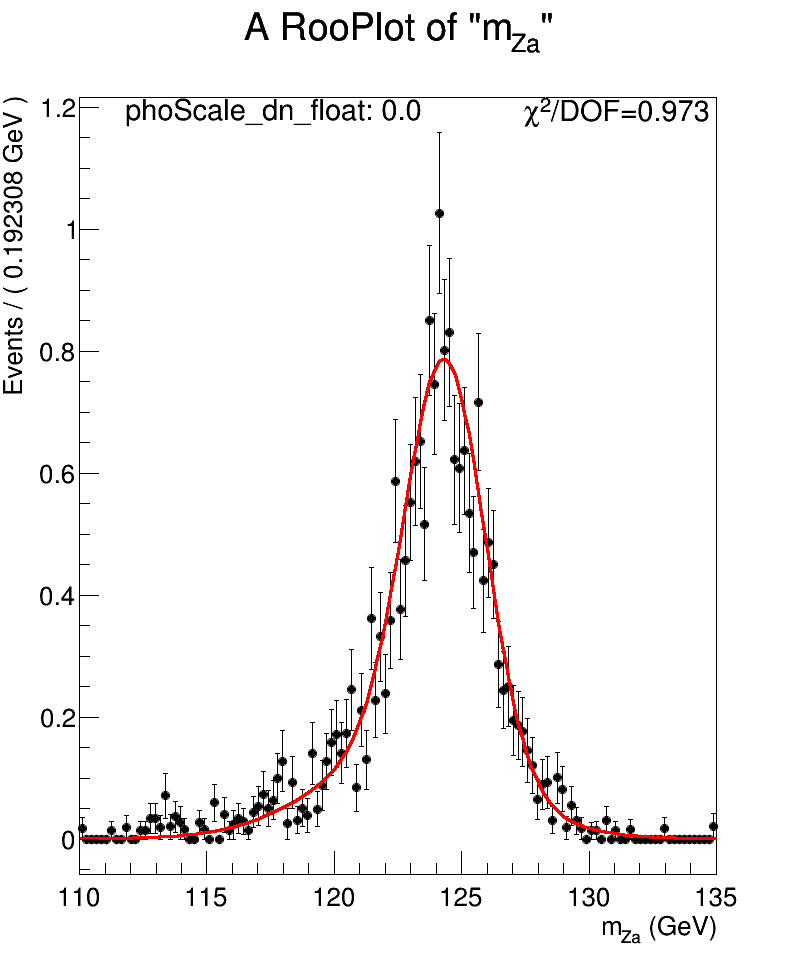 A RooPlot of "m_Za"
phoScale_dn_float: 0.0
χ²/DOF=0.973
Events / ( 0.192308 GeV )
1.2
1
0.8
0.6
0.4
0.2
0
110 115 120 125 130 135
m_Za (GeV)